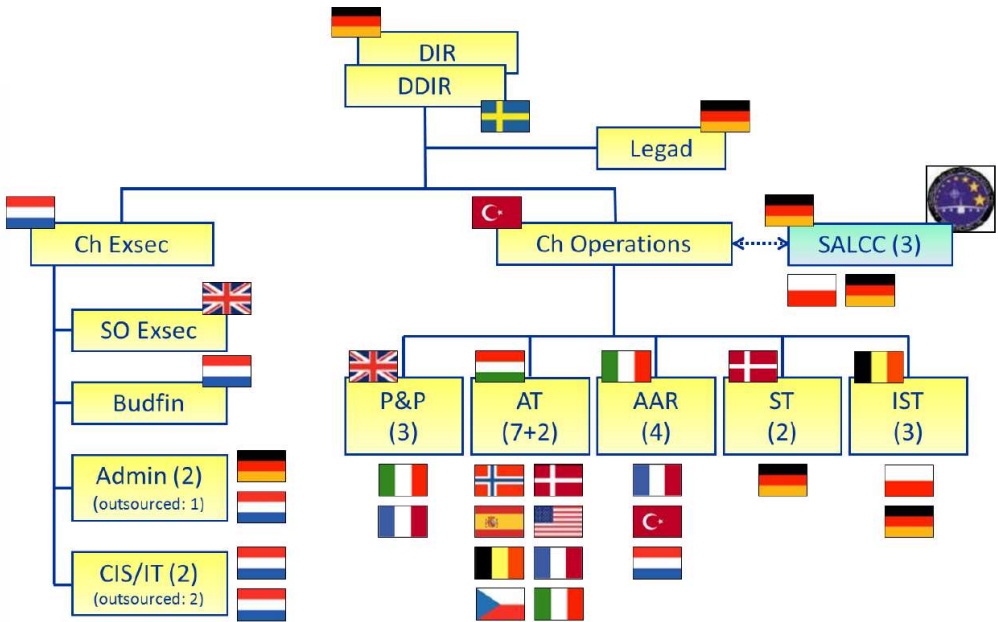 DIR
DDIR
Legad
Ch Exsec
Ch Operations
SALCC (3)
SO Exsec
Budfin
Admin (2)
(outsourced: 1)
CIS/IT (2)
(outsourced: 2)
P&P
(3)
AT
(7+2)
AAR
(4)
ST
(2)
IST
(3)